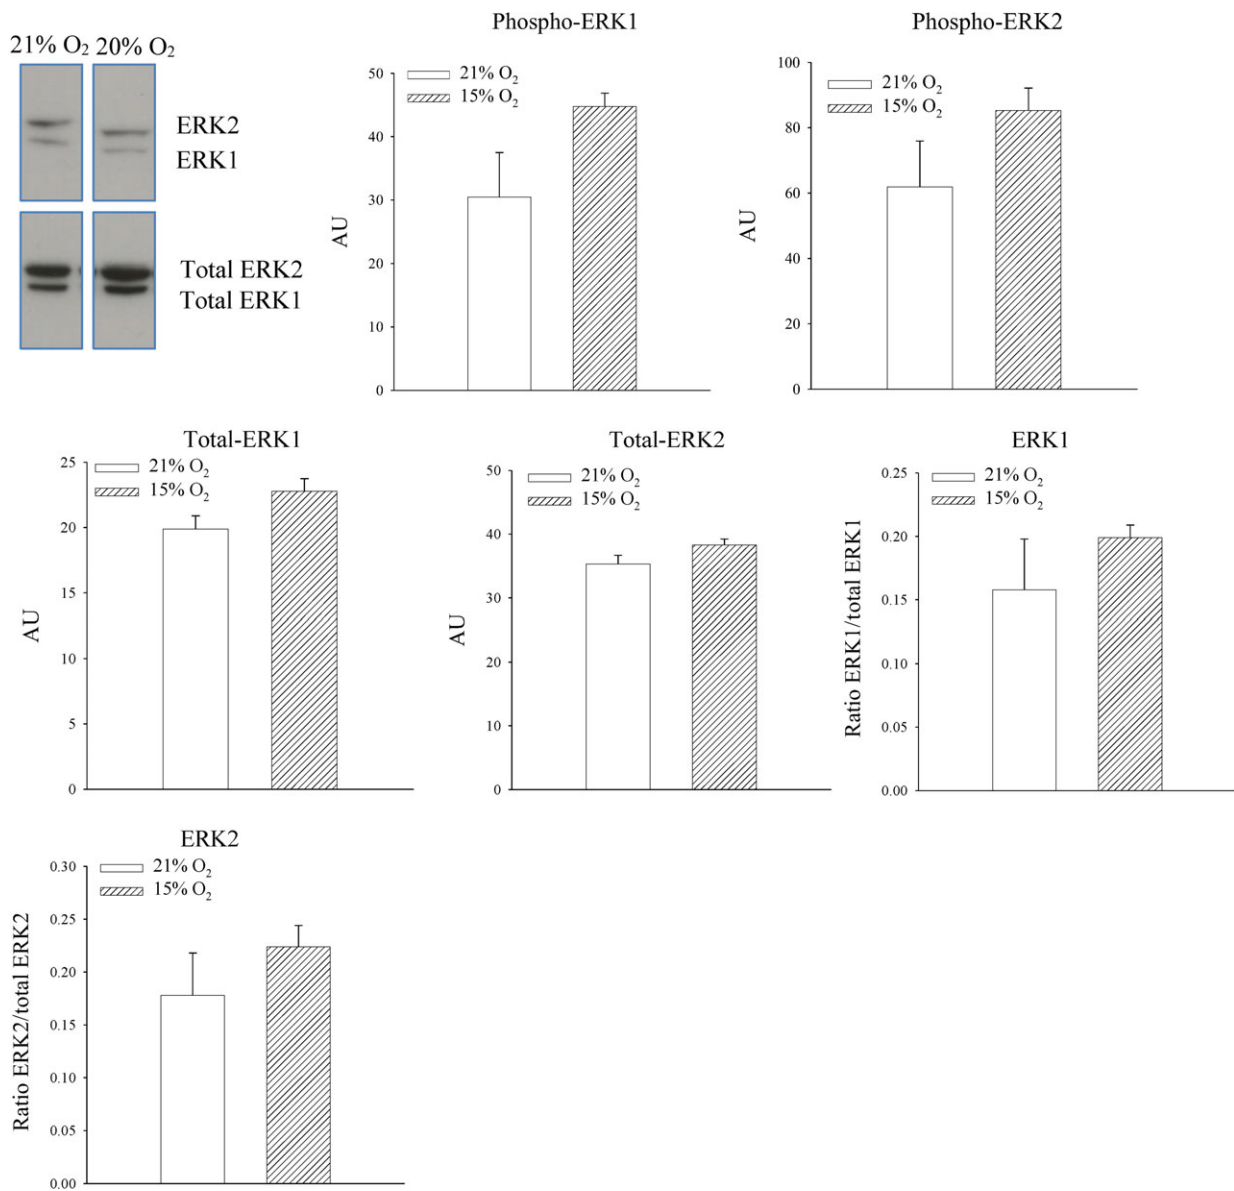 21% O₂ 20% O₂
ERK2
ERK1
Total ERK2
Total ERK1
Phospho-ERK1
21% O₂
15% O₂
50
40
30
20
10
0
AU
Phospho-ERK2
21% O₂
15% O₂
100
80
60
40
20
0
AU
Total-ERK1
21% O₂
15% O₂
25
20
15
10
5
0
AU
Total-ERK2
21% O₂
15% O₂
50
40
30
20
10
0
AU
ERK1
21% O₂
15% O₂
0.25
0.20
0.15
0.10
0.05
0.00
Ratio ERK1/total ERK1
ERK2
21% O₂
15% O₂
0.30
0.25
0.20
0.15
0.10
0.05
0.00
Ratio ERK2/total ERK2